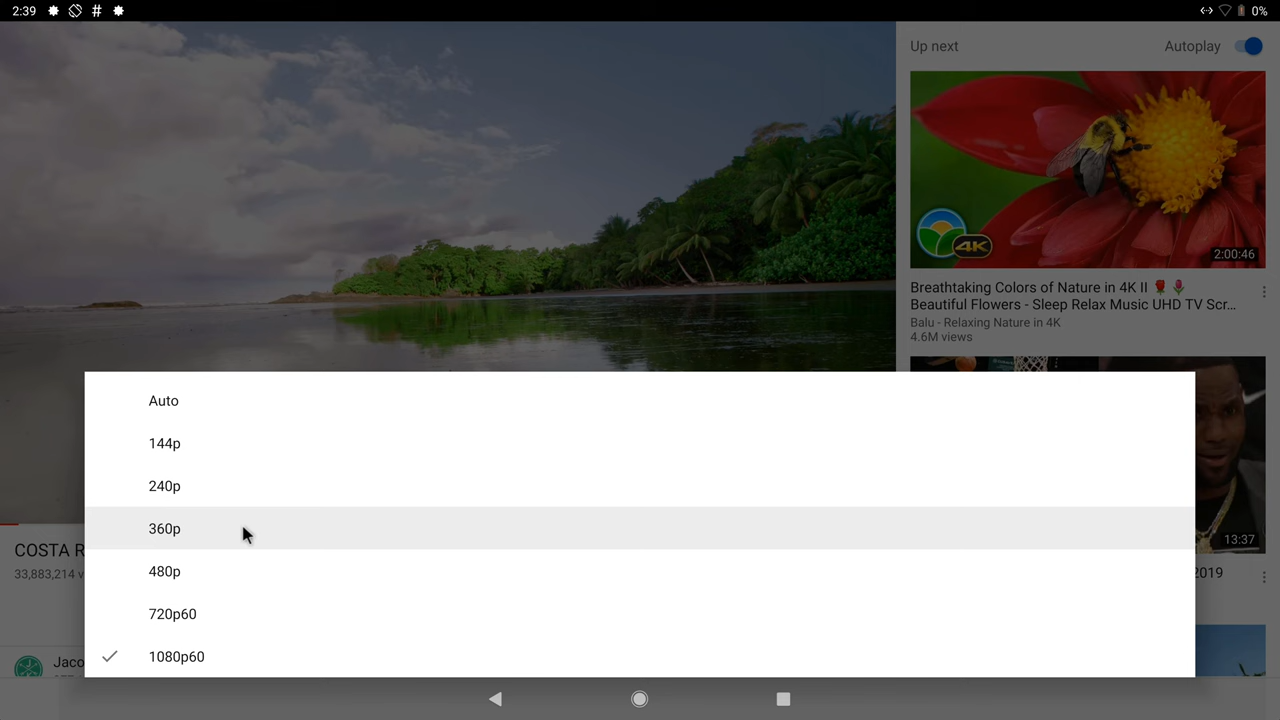 2:39
0%
Up next
Autoplay
4K
2:00:46
Breathtaking Colors of Nature in 4K II 🌹🌷
Beautiful Flowers - Sleep Relax Music UHD TV Scr...
Balu - Relaxing Nature in 4K
4.6M views
Auto
144p
240p
360p
480p
720p60
1080p60
13:37
2019
COSTA R
33,883,214 v
Jaco